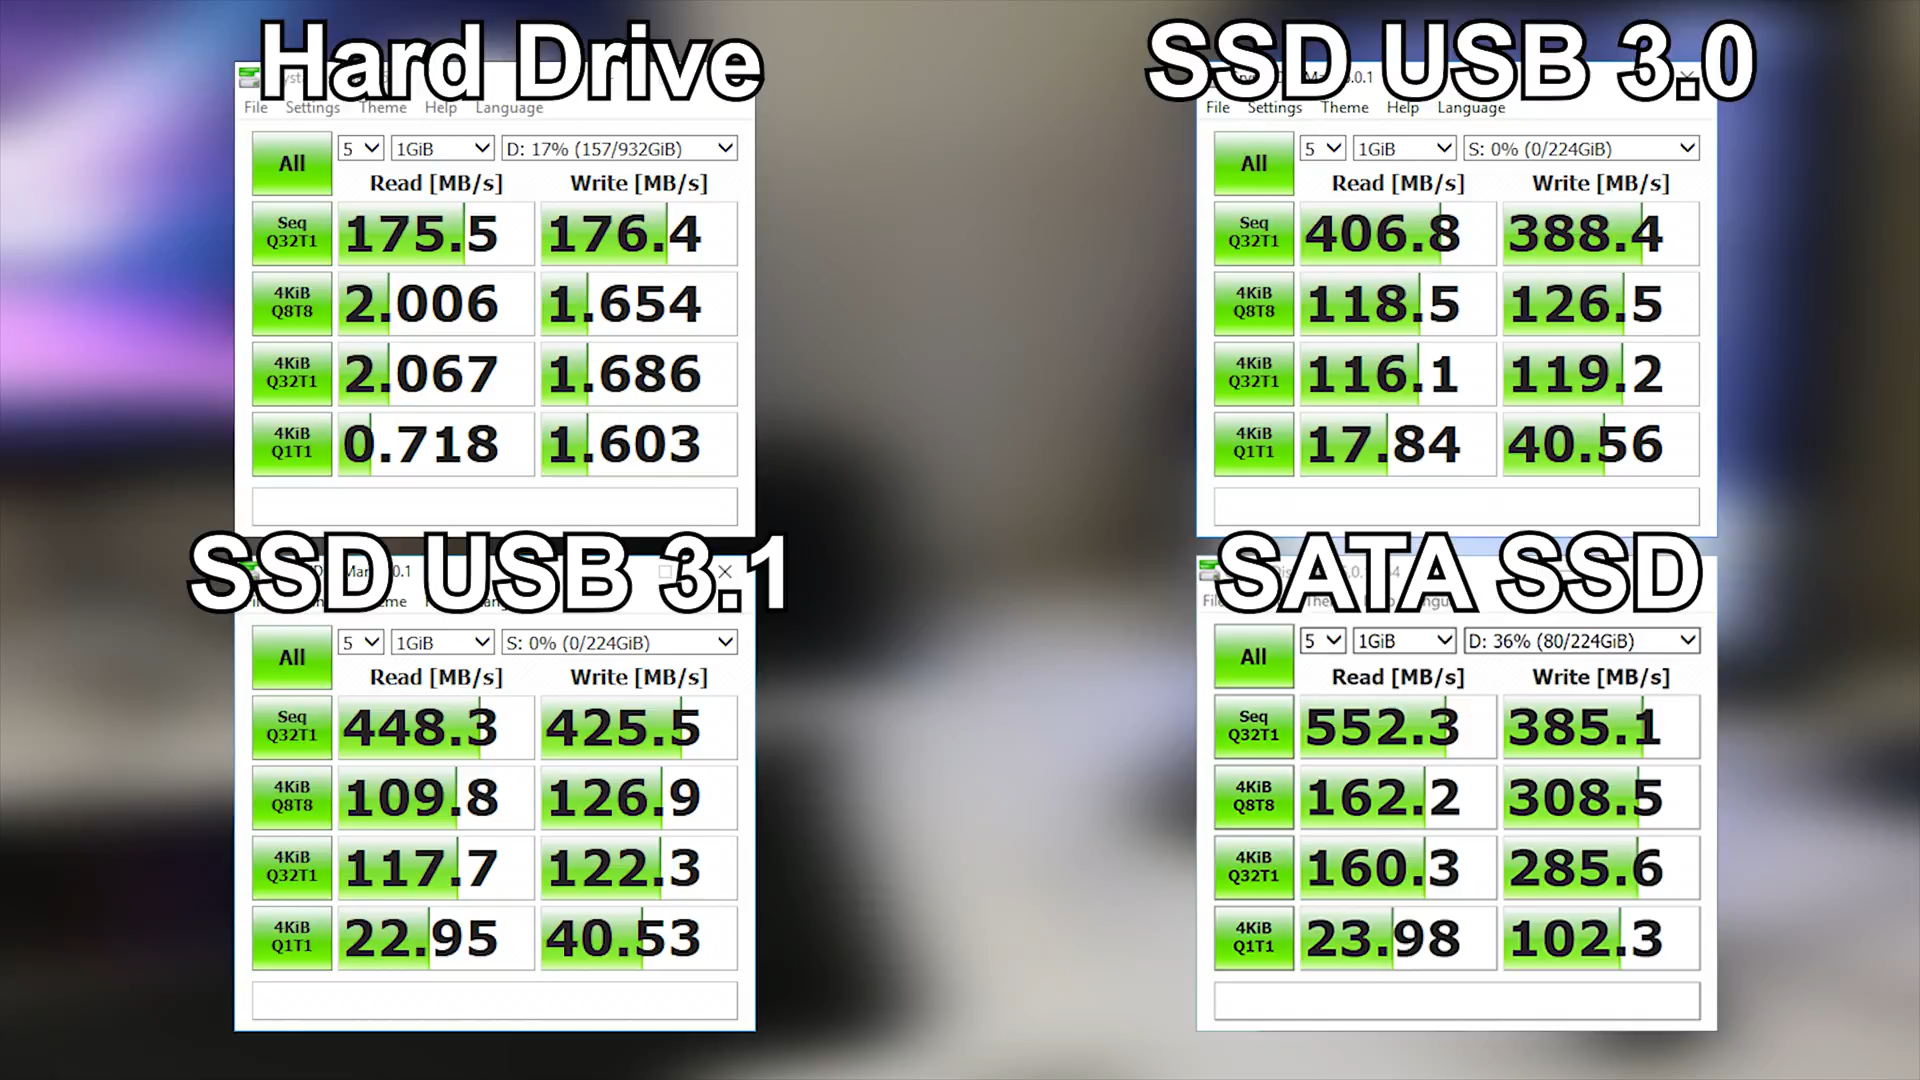 Hard Drive
File Settings Theme Help Language
All 5 1GiB D: 17% (157/932GiB)
Read [MB/s] Write [MB/s]
Seq
Q32T1
175.5 176.4
4KiB
Q8T8
2.006 1.654
4KiB
Q32T1
2.067 1.686
4KiB
Q1T1
0.718 1.603
SSD USB 3.0
File Settings Theme Help Language
All 5 1GiB S: 0% (0/224GiB)
Read [MB/s] Write [MB/s]
Seq
Q32T1
406.8 388.4
4KiB
Q8T8
118.5 126.5
4KiB
Q32T1
116.1 119.2
4KiB
Q1T1
17.84 40.56
SSD USB 3.1
All 5 1GiB S: 0% (0/224GiB)
Read [MB/s] Write [MB/s]
Seq
Q32T1
448.3 425.5
4KiB
Q8T8
109.8 126.9
4KiB
Q32T1
117.7 122.3
4KiB
Q1T1
22.95 40.53
SATA SSD
All 5 1GiB D: 36% (80/224GiB)
Read [MB/s] Write [MB/s]
Seq
Q32T1
552.3 385.1
4KiB
Q8T8
162.2 308.5
4KiB
Q32T1
160.3 285.6
4KiB
Q1T1
23.98 102.3